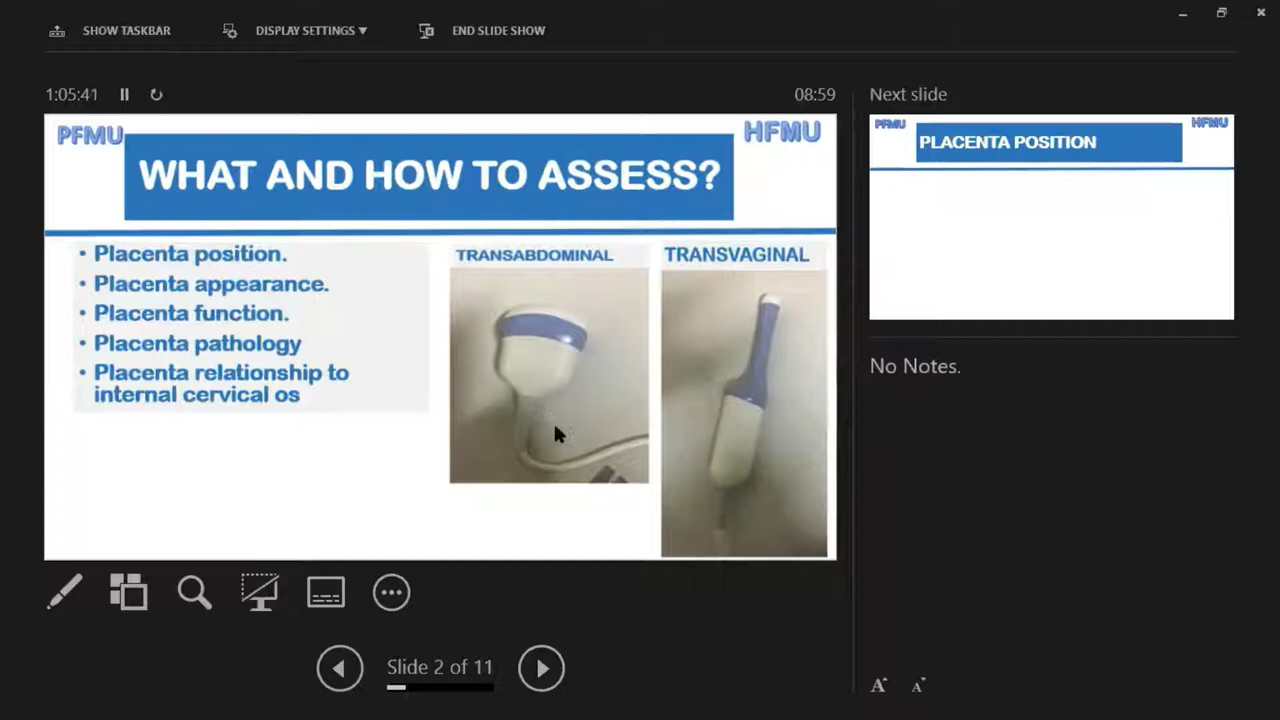 SHOW TASKBAR
DISPLAY SETTINGS ▼
END SLIDE SHOW
1:05:41
08:59
Next slide
PFMU
HFMU
WHAT AND HOW TO ASSESS?
• Placenta position.
• Placenta appearance.
• Placenta function.
• Placenta pathology
• Placenta relationship to
internal cervical os
TRANSABDOMINAL
TRANSVAGINAL
PFMU
HFMU
PLACENTA POSITION
No Notes.
Slide 2 of 11
A A